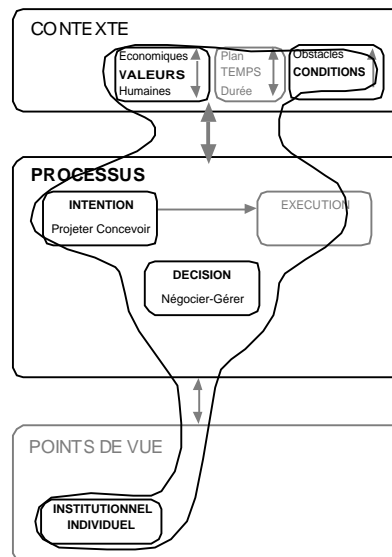 CONTEXTE
Economiques
VALEURS
Humaines
Plan
TEMPS
Durée
Obstacles
CONDITIONS
PROCESSUS
INTENTION
Projeter Concevoir
EXECUTION
DECISION
Négocier-Gérer
POINTS DE VUE
INSTITUTIONNEL
INDIVIDUEL